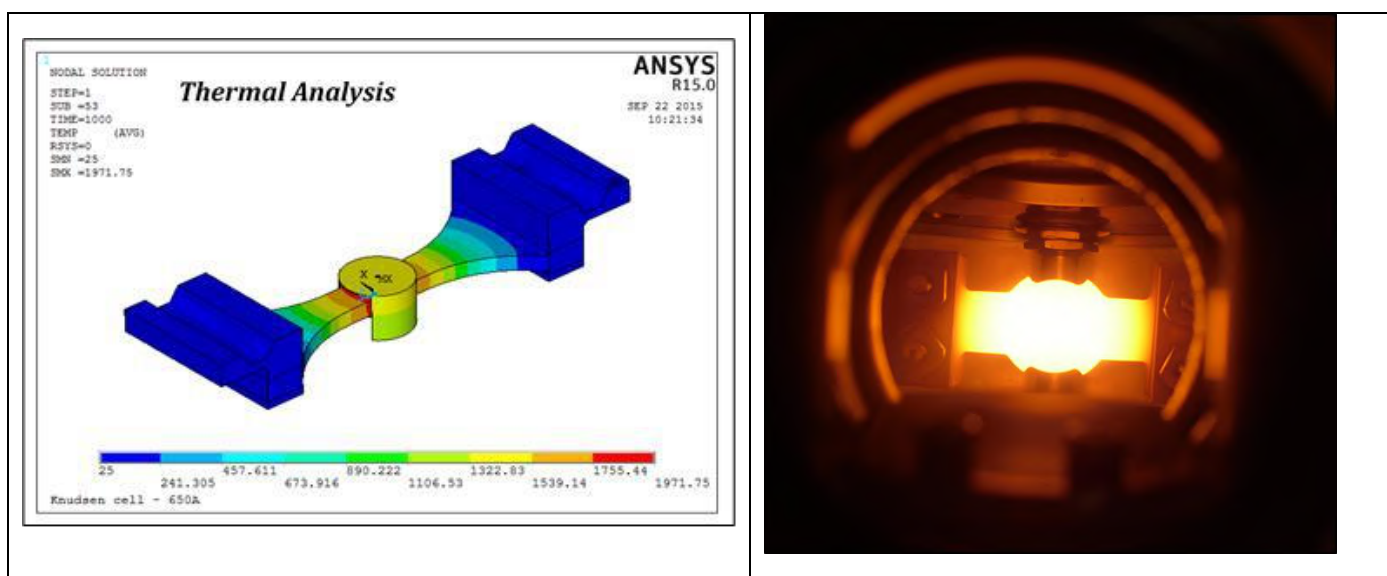 1
NODAL SOLUTION
STEP=1
SUB =53
TIME=1000
TEMP (AVG)
RSYS=0
SMN =25
SMX =1971.75
Thermal Analysis
ANSYS
R15.0
SEP 22 2015
10:21:34
X
MX
25
241.305
457.611
673.916
890.222
1106.53
1322.83
1539.14
1755.44
1971.75
Knudsen cell - 650A